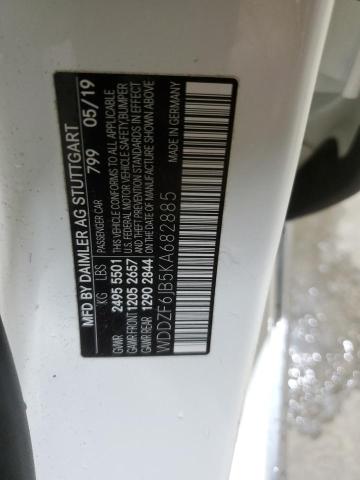 MFD BY DAIMLER AG STUTTGART
PASSENGER CAR 799 05/19
KG LBS
GVWR 2495 5501
GAWR FRONT 1205 2657
GAWR REAR 1290 2844
THIS VEHICLE CONFORMS TO ALL APPLICABLE
U.S. FEDERAL MOTOR VEHICLE SAFETY/BUMPER
AND THEFT PREVENTION STANDARDS IN EFFECT ON
THE DATE OF MANUFACTURE SHOWN ABOVE
MADE IN GERMANY
WDDZF6JB5KA682885